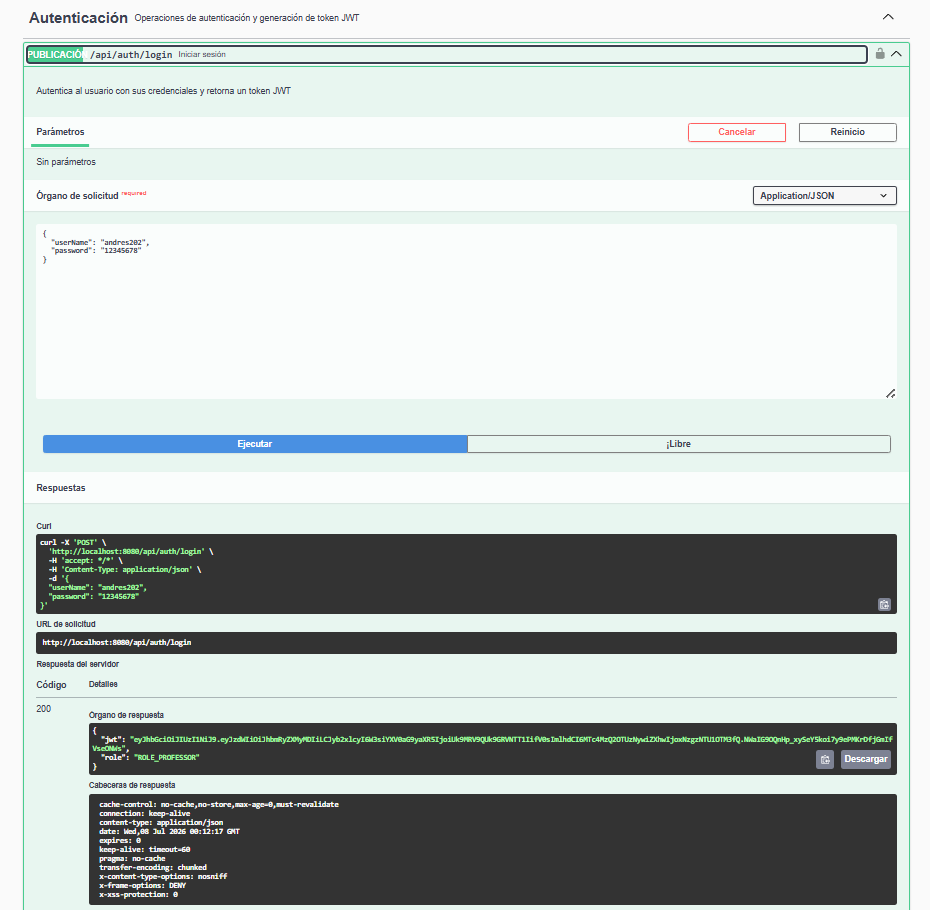 Autenticación Operaciones de autenticación y generación de token JWT
PUBLICACIÓN /api/auth/login Iniciar sesión
Autentica al usuario con sus credenciales y retorna un token JWT
Parámetros
Cancelar
Reinicio
Sin parámetros
Órgano de solicitud required
Application/JSON
{
"userName": "andres202",
"password": "12345678"
}
Ejecutar
¡Libre
Respuestas
Curl
curl -X 'POST' \
'http://localhost:8080/api/auth/login' \
-H 'accept: */*' \
-H 'Content-Type: application/json' \
-d '{
"userName": "andres202",
"password": "12345678"
}'
URL de solicitud
http://localhost:8080/api/auth/login
Respuesta del servidor
Código Detalles
200
Órgano de respuesta
{
"jwt":
"role": "ROLE_PROFESSOR"
}
Descargar
Cabeceras de respuesta
cache-control: no-cache,no-store,max-age=0,must-revalidate
connection: keep-alive
content-type: application/json
date: Wed,08 Jul 2026 00:12:17 GMT
expires: 0
keep-alive: timeout=60
pragma: no-cache
transfer-encoding: chunked
x-content-type-options: nosniff
x-frame-options: DENY
x-xss-protection: 0